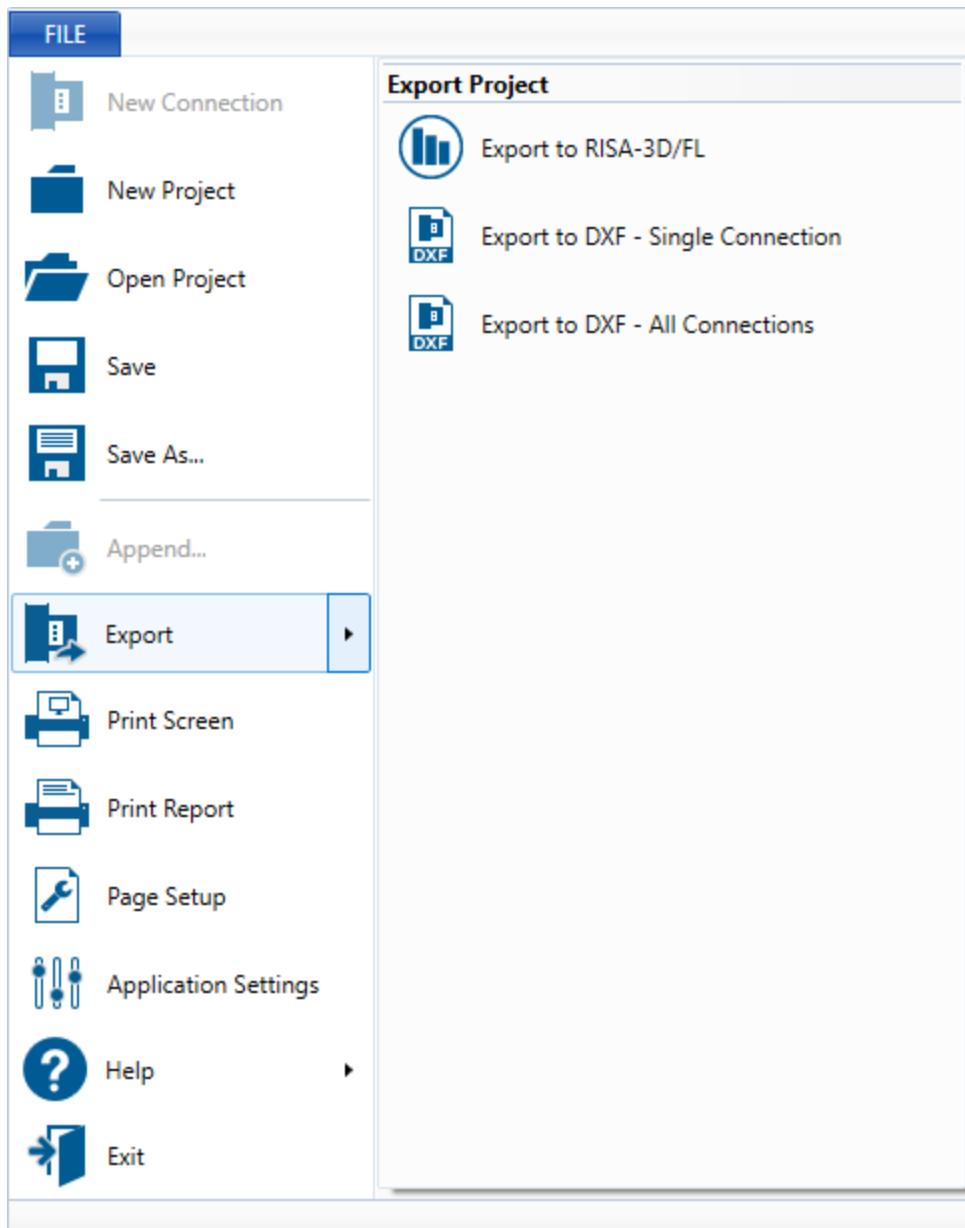 FILE
New Connection
New Project
Open Project
Save
Save As...
Append...
Export
Print Screen
Print Report
Page Setup
Application Settings
Help
Exit
Export Project
Export to RISA-3D/FL
DXF
Export to DXF - Single Connection
DXF
Export to DXF - All Connections